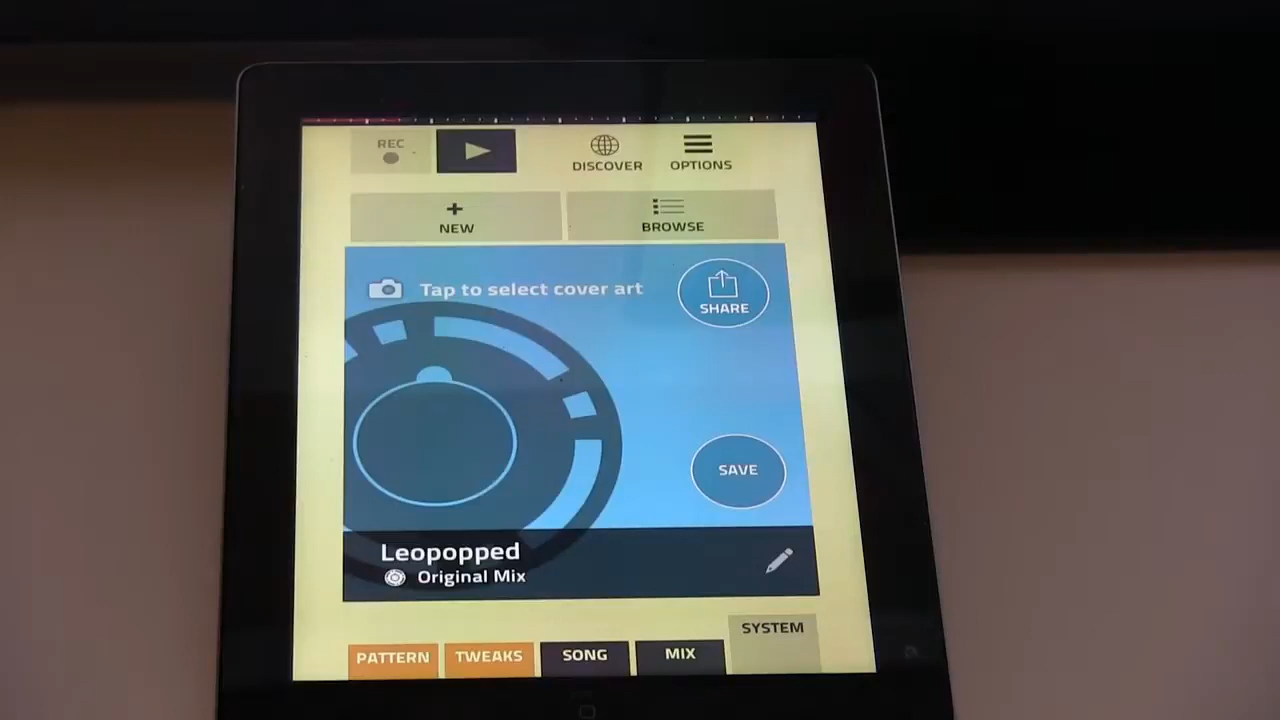 REC
DISCOVER
OPTIONS
NEW
BROWSE
Tap to select cover art
SHARE
SAVE
Leopopped
Original Mix
SYSTEM
PATTERN
TWEAKS
SONG
MIX